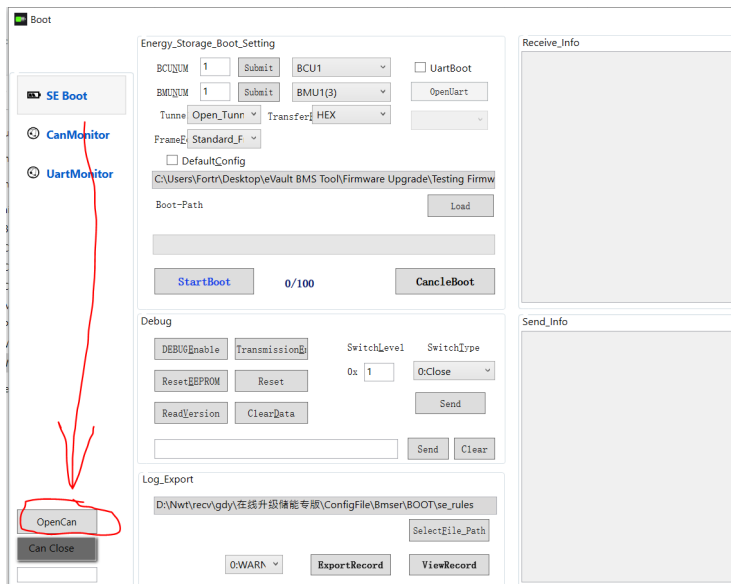 Boot
SE Boot
CanMonitor
UartMonitor
OpenCan
Can Close
Energy_Storage_Boot_Setting
BCUNUM 1 Submit BCU1 UartBoot
BMUNUM 1 Submit BMU1(3) OpenUart
Tunne Open_Tunn Transfer HEX
Frame Standard_F
DefaultConfig
C:\Users\Fortr\Desktop\eVault BMS Tool\Firmware Upgrade\Testing Firmw
Boot-Path Load
StartBoot 0/100 CancleBoot
Debug
DEBUGEnable TransmissionEn SwitchLevel SwitchType
0x 1 0:Close
ResetEEPROM Reset
Send
ReadVersion ClearData
Send Clear
Log_Export
D:\Nwt\recv\gdy\在线升级储能专版\ConfigFile\Bmser\BOOT\se_rules
SelectFile_Path
0:WARN ExportRecord ViewRecord
Receive_Info
Send_Info